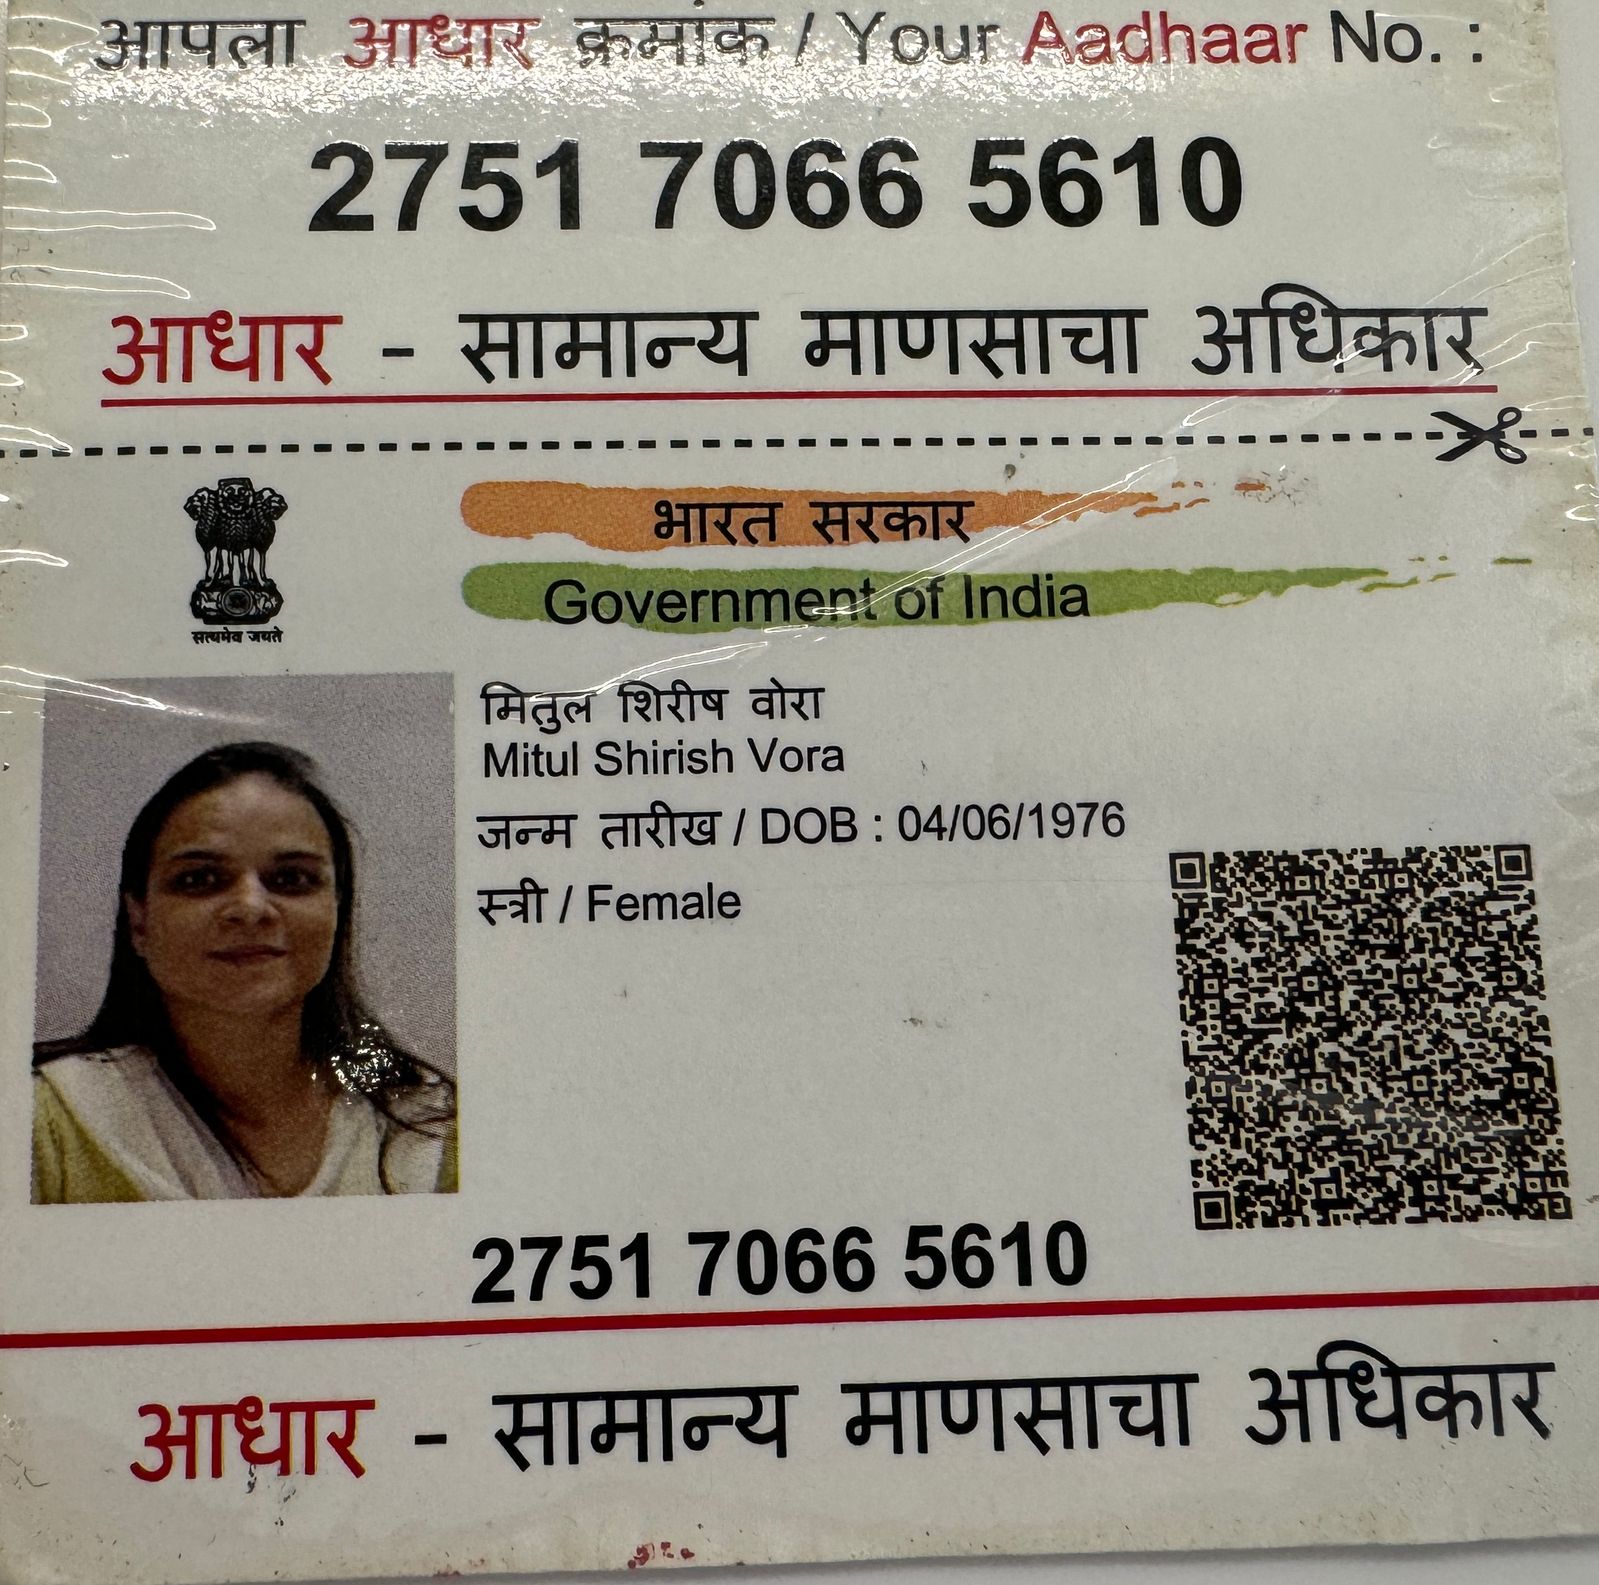 आपला आधार क्रमांक / Your Aadhaar No. :
2751 7066 5610
आधार - सामान्य माणसाचा अधिकार
सत्यमेव जयते
भारत सरकार
Government of India
मितुल शिरीष वोरा
Mitul Shirish Vora
जन्म तारीख / DOB : 04/06/1976
स्त्री / Female
2751 7066 5610
आधार - सामान्य माणसाचा अधिकार